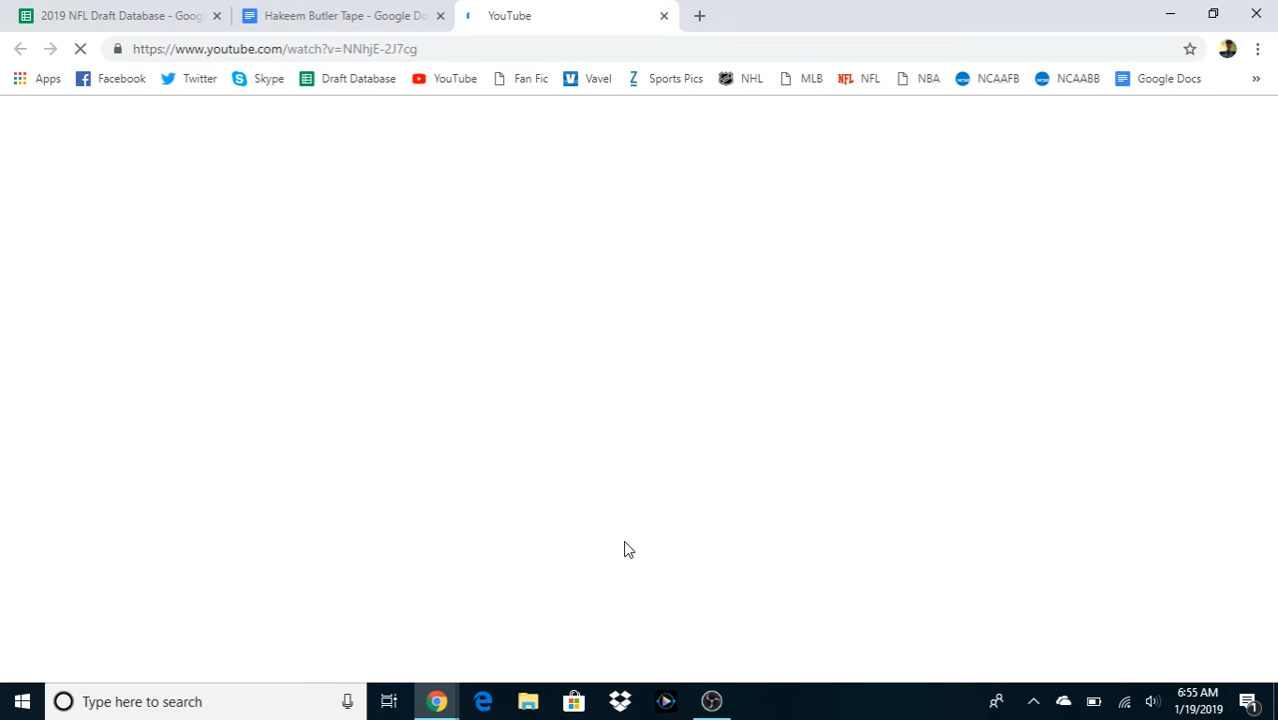 2019 NFL Draft Database - Goog
Hakeem Butler Tape - Google Do
YouTube
https://www.youtube.com/watch?v=NNhjE-2J7cg
Apps Facebook Twitter Skype Draft Database YouTube Fan Fic Vavel Sports Pics NHL MLB NFL NBA NCAAFB NCAABB Google Docs »
Type here to search
6:55 AM
1/19/2019
1